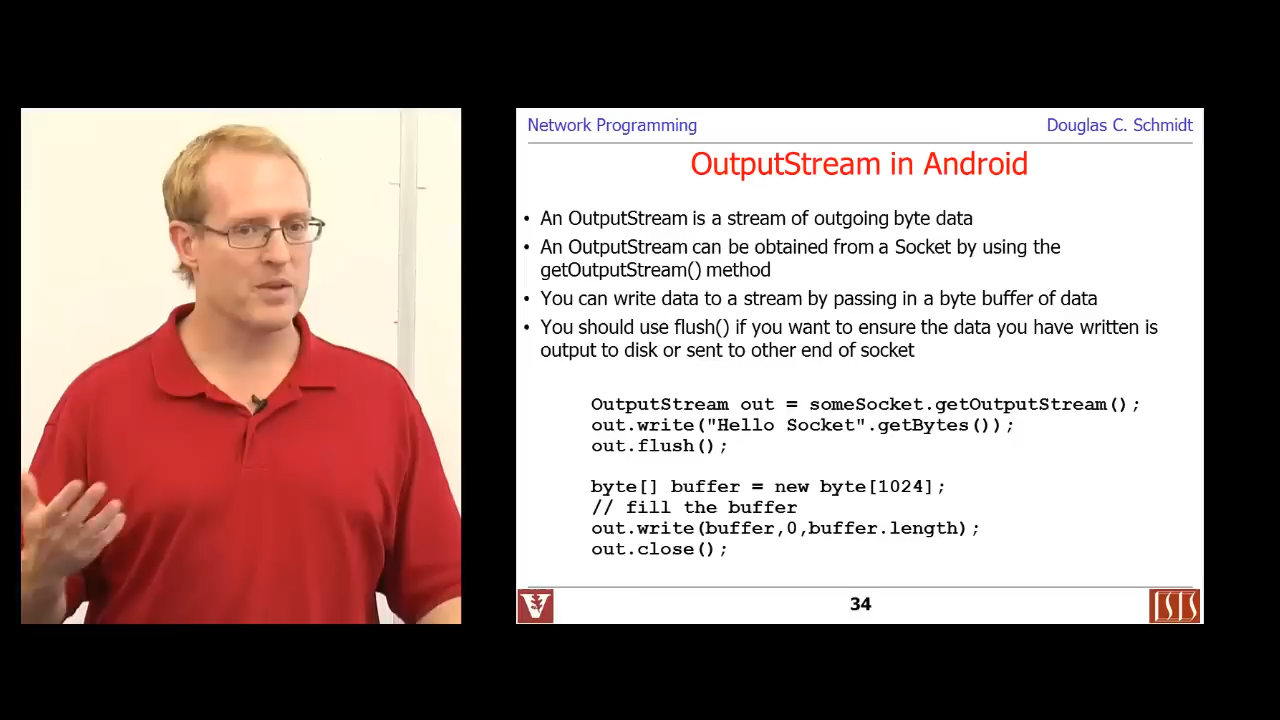 Network Programming
Douglas C. Schmidt
OutputStream in Android
• An OutputStream is a stream of outgoing byte data
• An OutputStream can be obtained from a Socket by using the
getOutputStream() method
• You can write data to a stream by passing in a byte buffer of data
• You should use flush() if you want to ensure the data you have written is
output to disk or sent to other end of socket
OutputStream out = someSocket.getOutputStream();
out.write("Hello Socket".getBytes());
out.flush();
byte[] buffer = new byte[1024];
// fill the buffer
out.write(buffer,0,buffer.length);
out.close();
V
34
ISIS